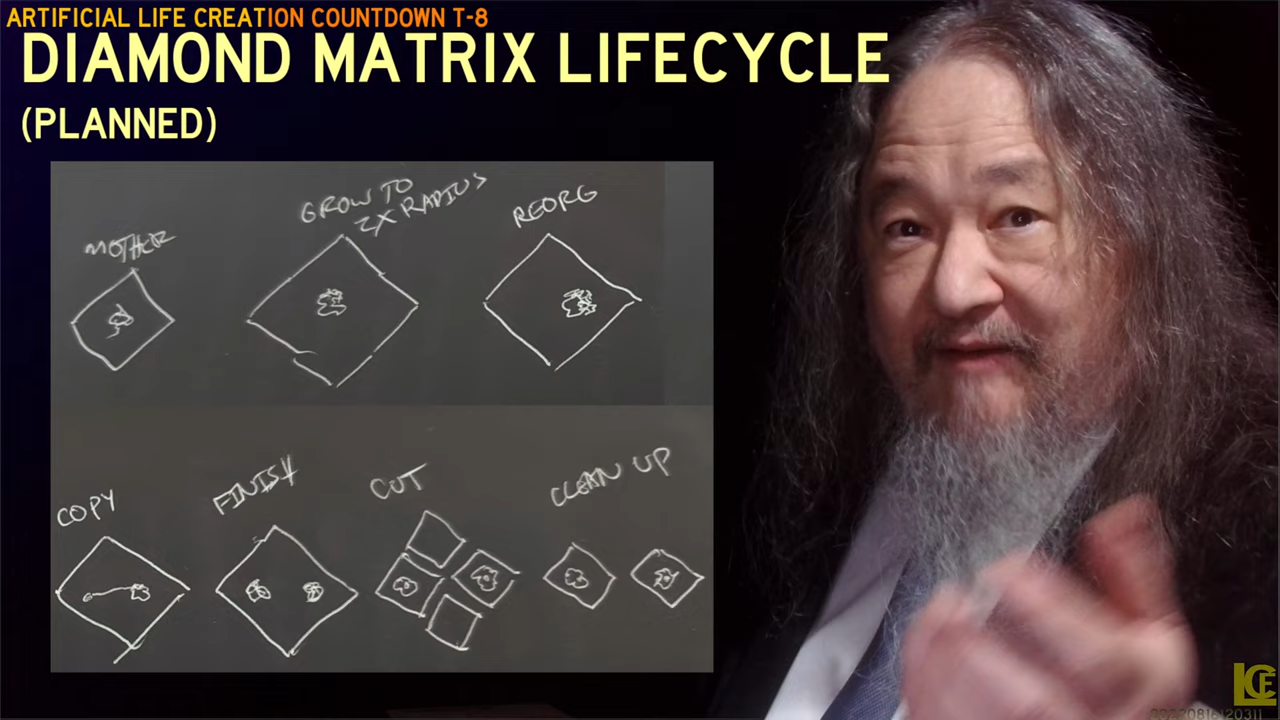 ARTIFICIAL LIFE CREATION COUNTDOWN T-8
DIAMOND MATRIX LIFECYCLE
(PLANNED)
MOTHER
GROW TO
2X RADIUS
REORG
COPY
FINISH
CUT
CLEAN UP